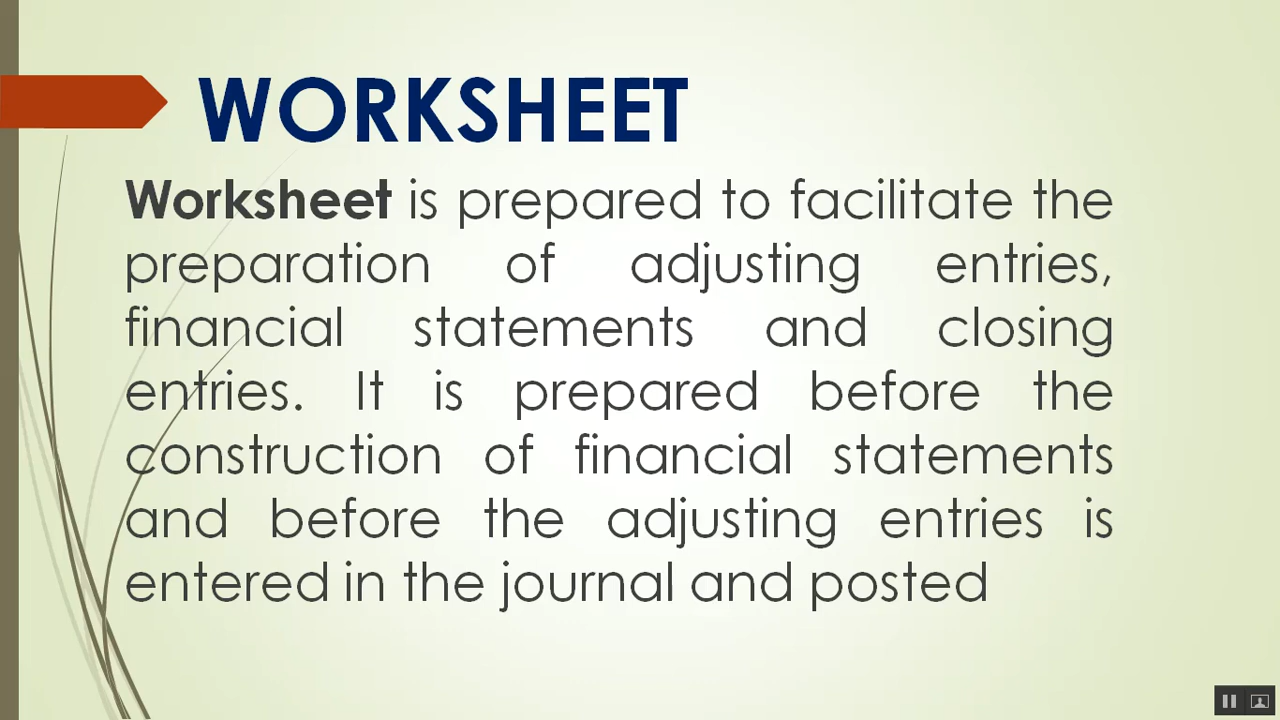 WORKSHEET
Worksheet is prepared to facilitate the
preparation of adjusting entries,
financial statements and closing
entries. It is prepared before the
construction of financial statements
and before the adjusting entries is
entered in the journal and posted